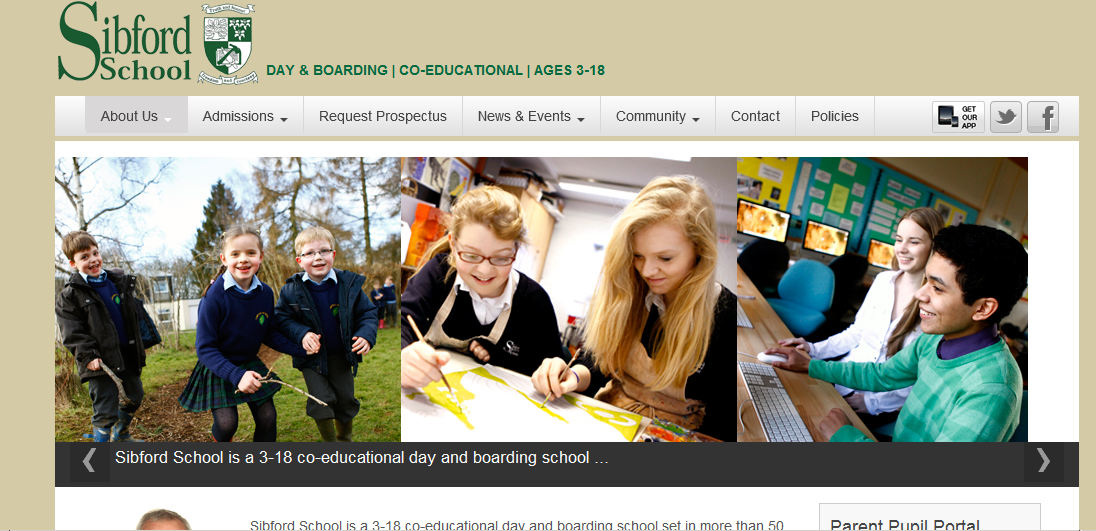 Sibford
School
DAY & BOARDING | CO-EDUCATIONAL | AGES 3-18
About Us Admissions Request Prospectus News & Events Community Contact Policies
GET
OUR
APP
Sibford School is a 3-18 co-educational day and boarding school ...
Sibford School is a 3-18 co-educational day and boarding school set in more than 50
Parent Pupil Portal